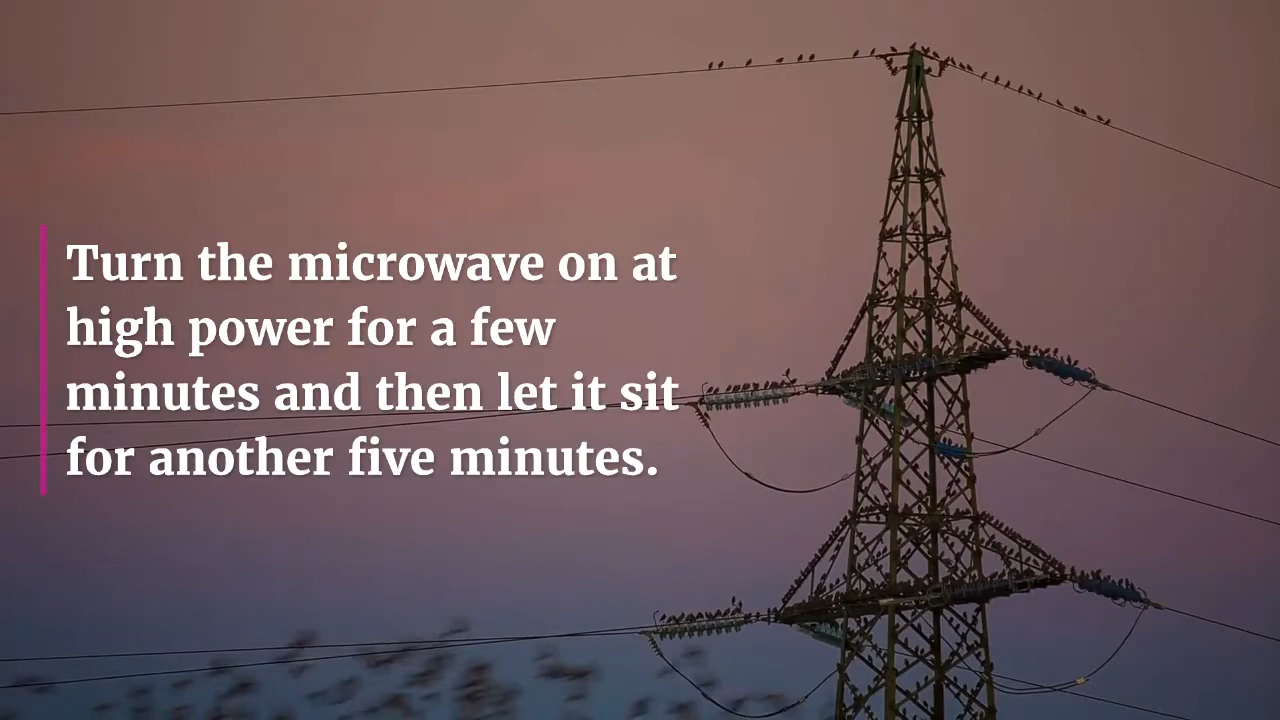 Turn the microwave on at
high power for a few
minutes and then let it sit
for another five minutes.